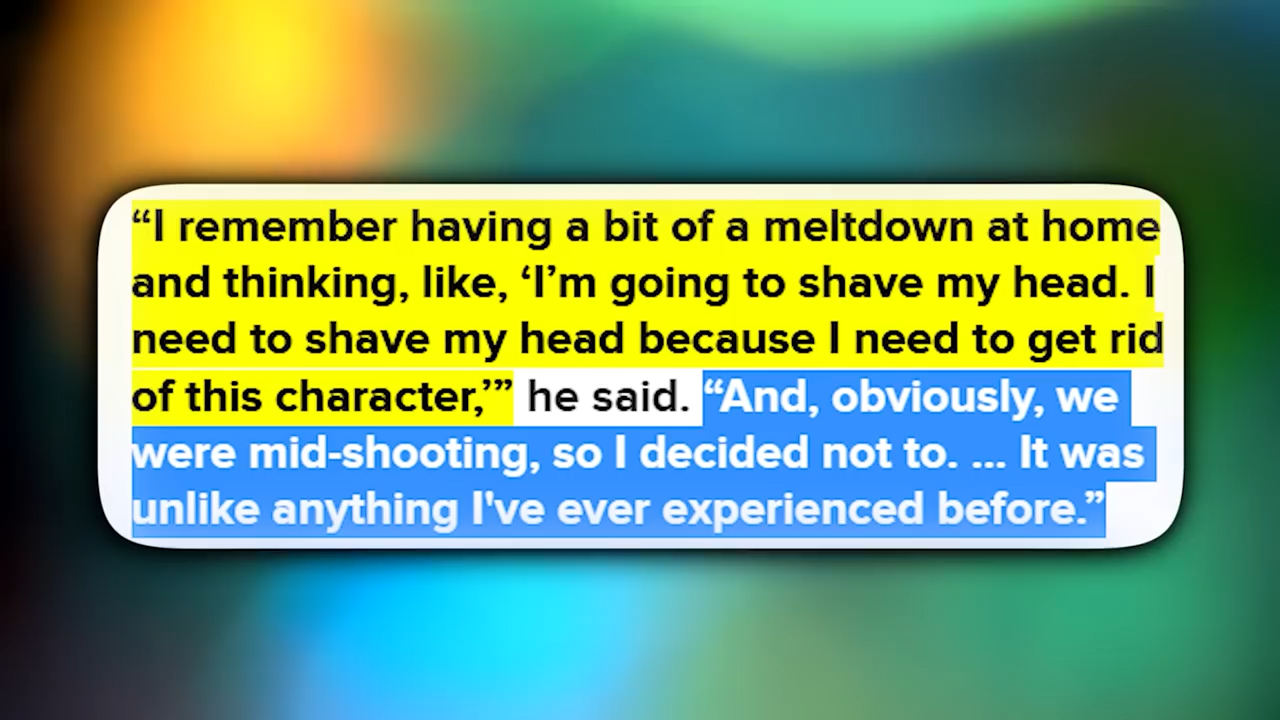 “I remember having a bit of a meltdown at home
and thinking, like, ‘I’m going to shave my head. I
need to shave my head because I need to get rid
of this character,’” he said. “And, obviously, we
were mid-shooting, so I decided not to. ... It was
unlike anything I've ever experienced before.”